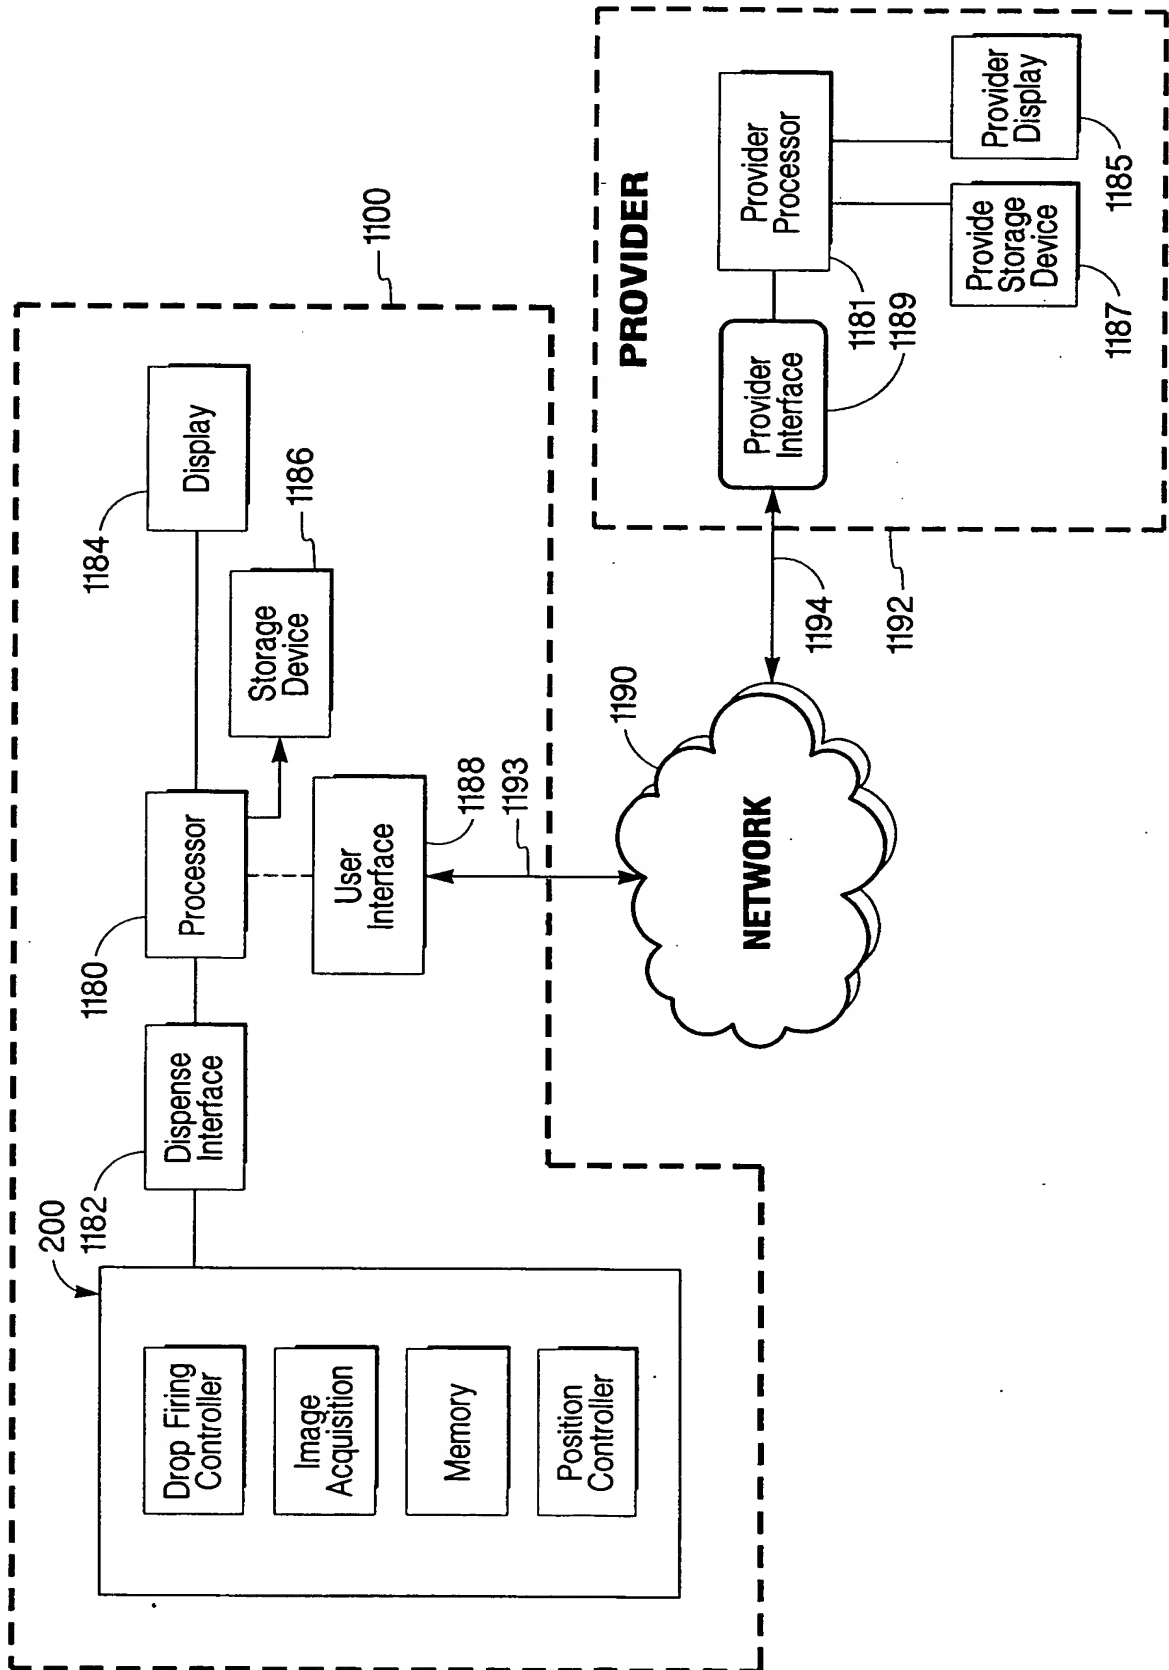 200
Drop Firing
Controller
Image
Acquisition
Memory
Position
Controller
1182
Dispense
Interface
1180
Processor
1184
Display
Storage
Device
1186
User
Interface
1188
1193
1100
NETWORK
1190
1194
1192
PROVIDER
Provider
Interface
1189
1181
Provider
Processor
Provide
Storage
Device
1187
Provider
Display
1185